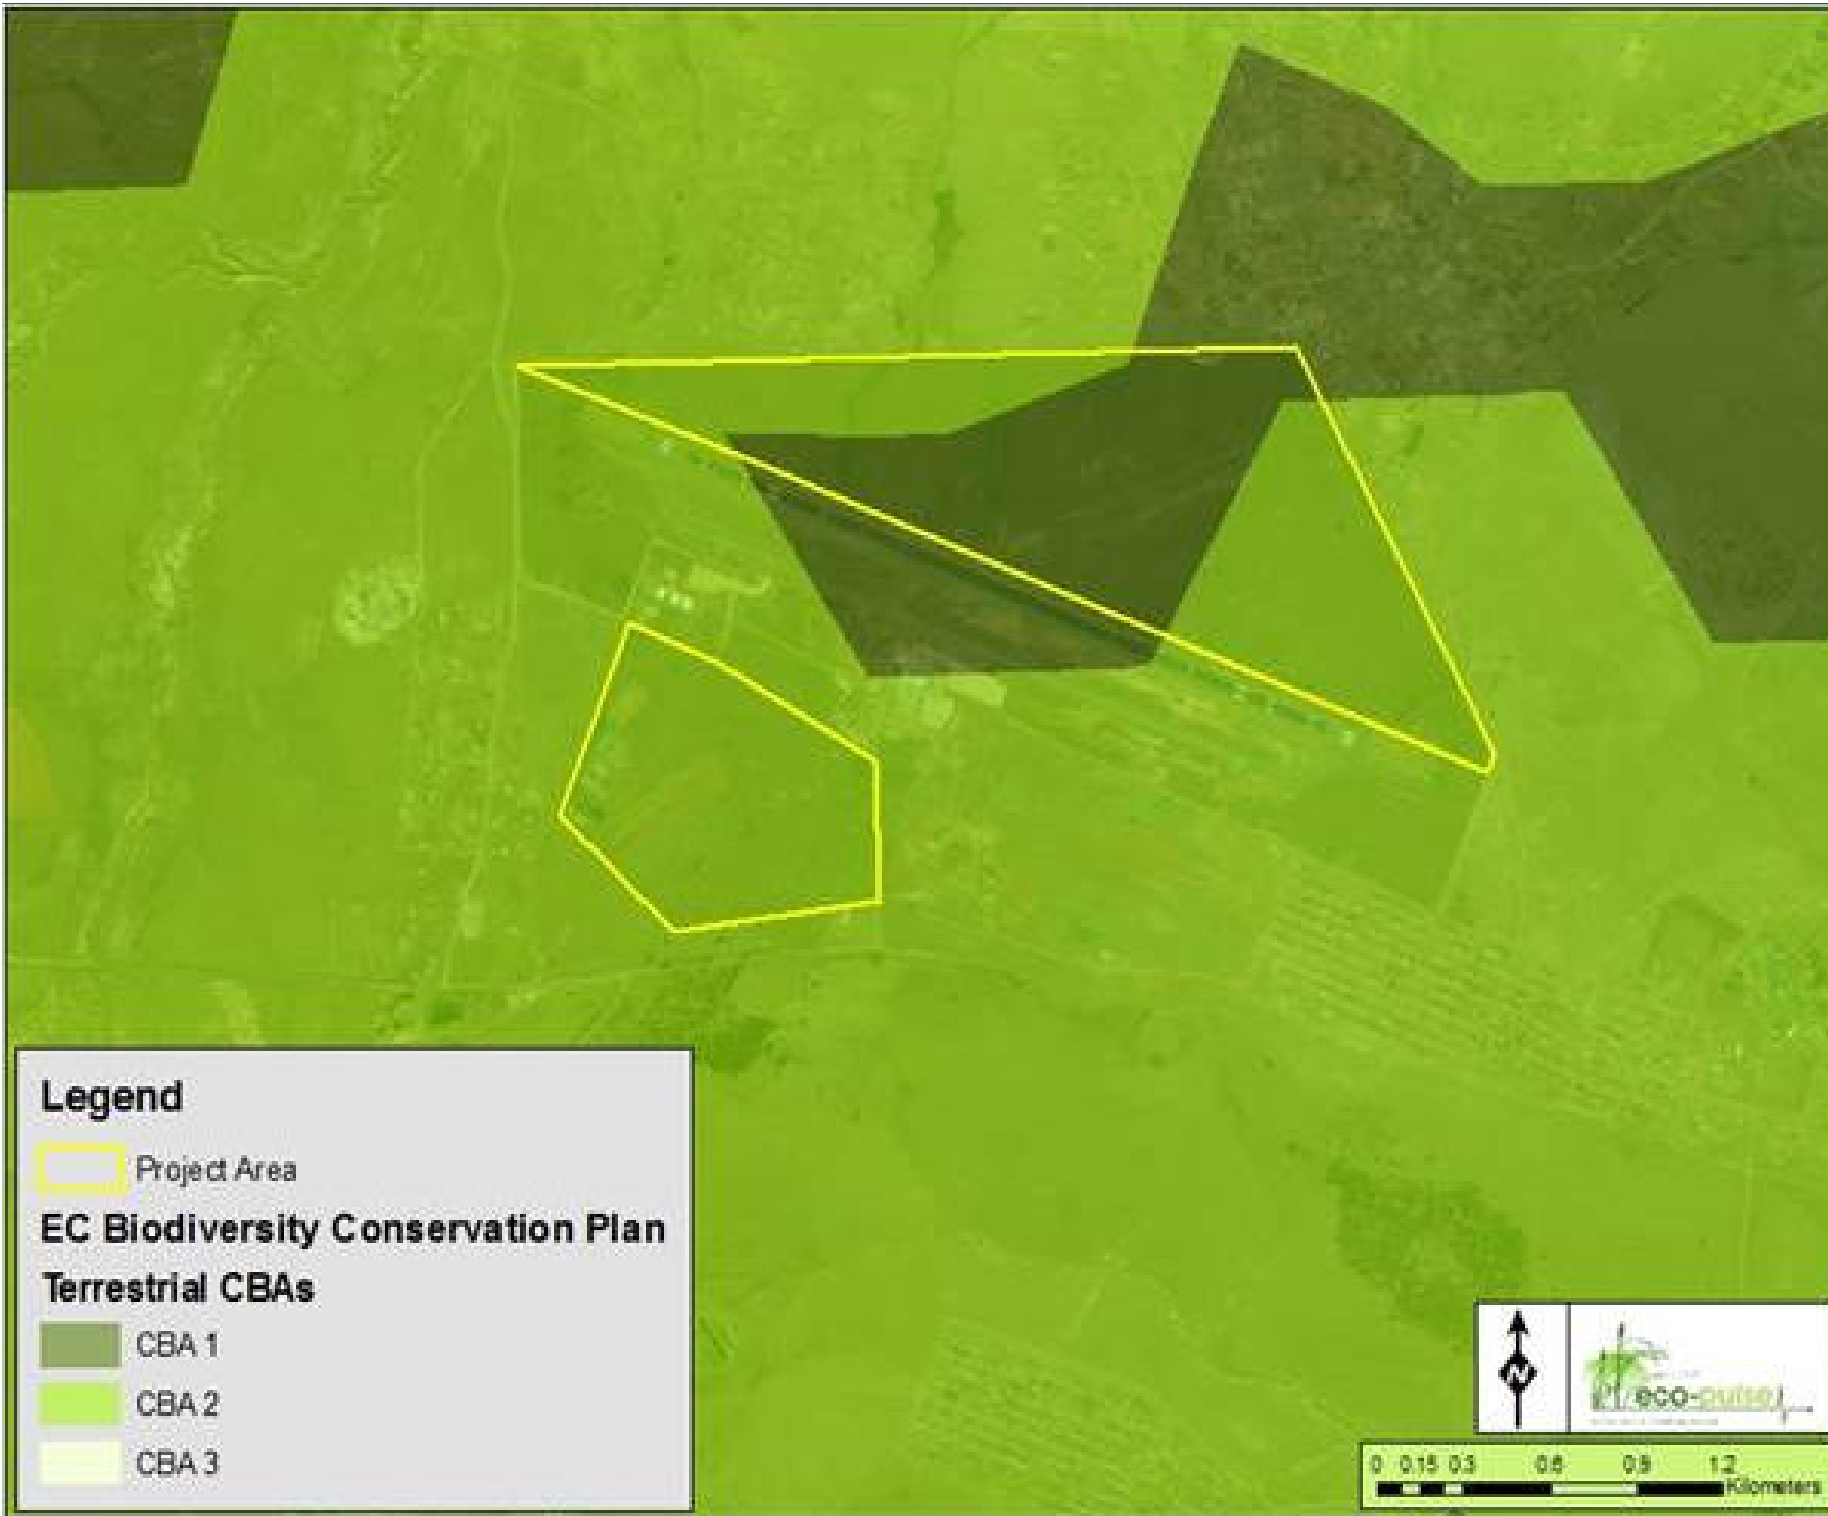 Legend
Project Area
EC Biodiversity Conservation Plan
Terrestrial CBAs
CBA 1
CBA 2
CBA 3
N
eco-pulse
0 0.15 0.3 0.6 0.9 1.2
Kilometers